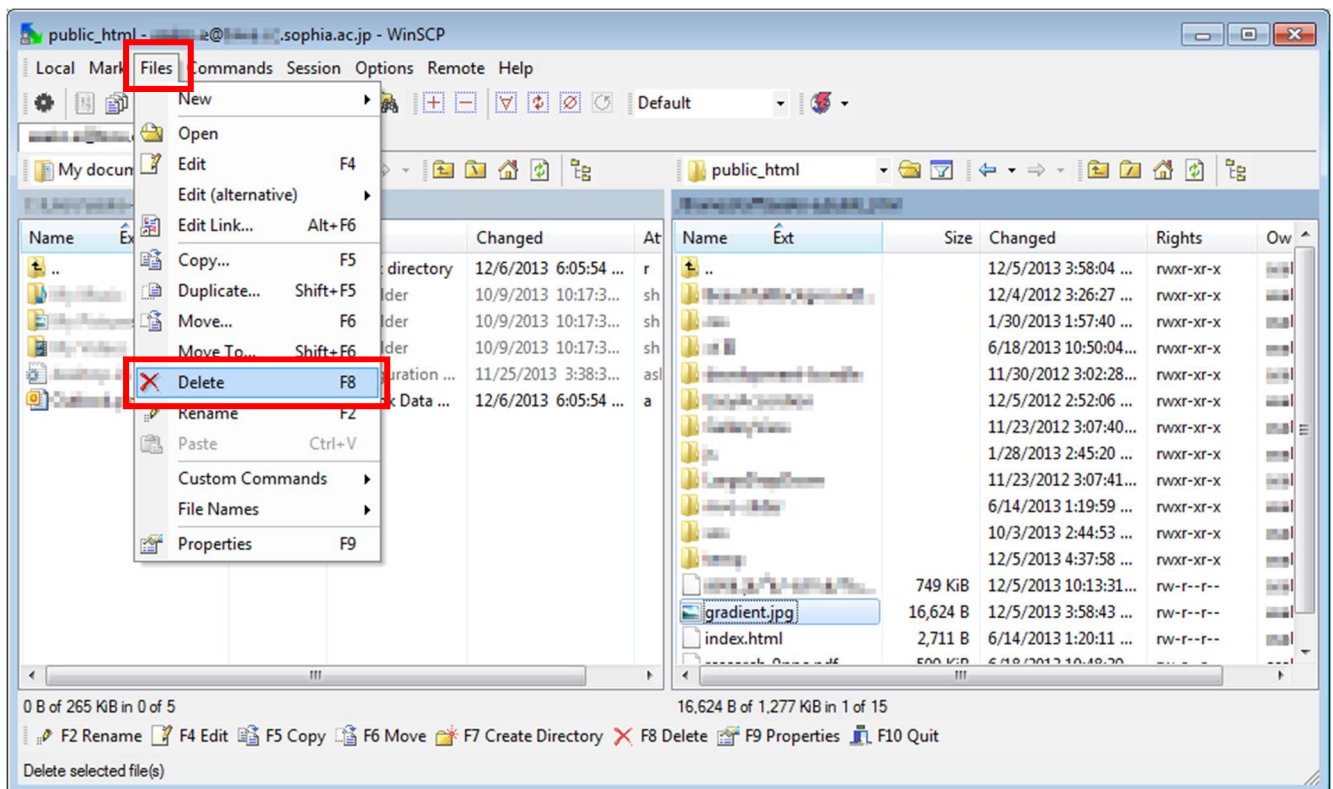 public_html - .sophia.ac.jp - WinSCP
Local Mark Files Commands Session Options Remote Help
Default
My docum
public_html
New
Open
Edit F4
Edit (alternative)
Edit Link... Alt+F6
Copy... F5
Duplicate... Shift+F5
Move... F6
Move To... Shift+F6
Delete F8
Rename F2
Paste Ctrl+V
Custom Commands
File Names
Properties F9
Name Ex Changed At
.. directory 12/6/2013 6:05:54 ... r
lder 10/9/2013 10:17:3... sh
lder 10/9/2013 10:17:3... sh
lder 10/9/2013 10:17:3... sh
uration ... 11/25/2013 3:38:3... asl
k Data ... 12/6/2013 6:05:54 ... a
Name Ext Size Changed Rights Ow
.. 12/5/2013 3:58:04 ... rwxr-xr-x
12/4/2012 3:26:27 ... rwxr-xr-x
1/30/2013 1:57:40 ... rwxr-xr-x
6/18/2013 10:50:04... rwxr-xr-x
11/30/2012 3:02:28... rwxr-xr-x
12/5/2012 2:52:06 ... rwxr-xr-x
11/23/2012 3:07:40... rwxr-xr-x
1/28/2013 2:45:20 ... rwxr-xr-x
11/23/2012 3:07:41... rwxr-xr-x
6/14/2013 1:19:59 ... rwxr-xr-x
10/3/2013 2:44:53 ... rwxr-xr-x
12/5/2013 4:37:58 ... rwxr-xr-x
749 KiB 12/5/2013 10:13:31... rw-r--r--
gradient.jpg 16,624 B 12/5/2013 3:58:43 ... rw-r--r--
index.html 2,711 B 6/14/2013 1:20:11 ... rw-r--r--
0 B of 265 KiB in 0 of 5
16,624 B of 1,277 KiB in 1 of 15
F2 Rename F4 Edit F5 Copy F6 Move F7 Create Directory F8 Delete F9 Properties F10 Quit
Delete selected file(s)